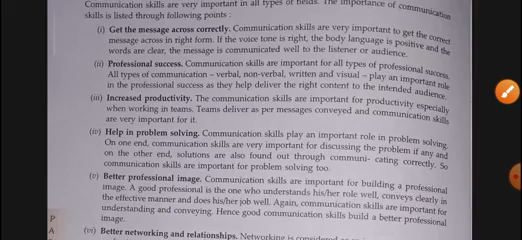 Communication skills are very important in all types of fields. The importance of communication
skills is listed through following points :
(i) Get the message across correctly. Communication skills are very important to get the correct
message across in right form. If the voice tone is right, the body language is positive and the
words are clear, the message is communicated well to the listener or audience.
(ii) Professional success. Communication skills are important for all types of professional success.
All types of communication – verbal, non-verbal, written and visual – play an important role
in the professional success as they help deliver the right content to the intended audience.
(iii) Increased productivity. The communication skills are important for productivity especially
when working in teams. Teams deliver as per messages conveyed and communication skills
are very important for it.
(iv) Help in problem solving. Communication skills play an important role in problem solving.
On one end, communication skills are very important for discussing the problem if any and
on the other end, solutions are also found out through communi- cating correctly. So
communication skills are important for problem solving too.
(v) Better professional image. Communication skills are important for building a professional
image. A good professional is the one who understands his/her role well, conveys clearly in
the effective manner and does his/her job well. Again, communication skills are important for
understanding and conveying. Hence good communication skills build a better professional
image.
(vi) Better networking and relationships. Networking is considered
P
A